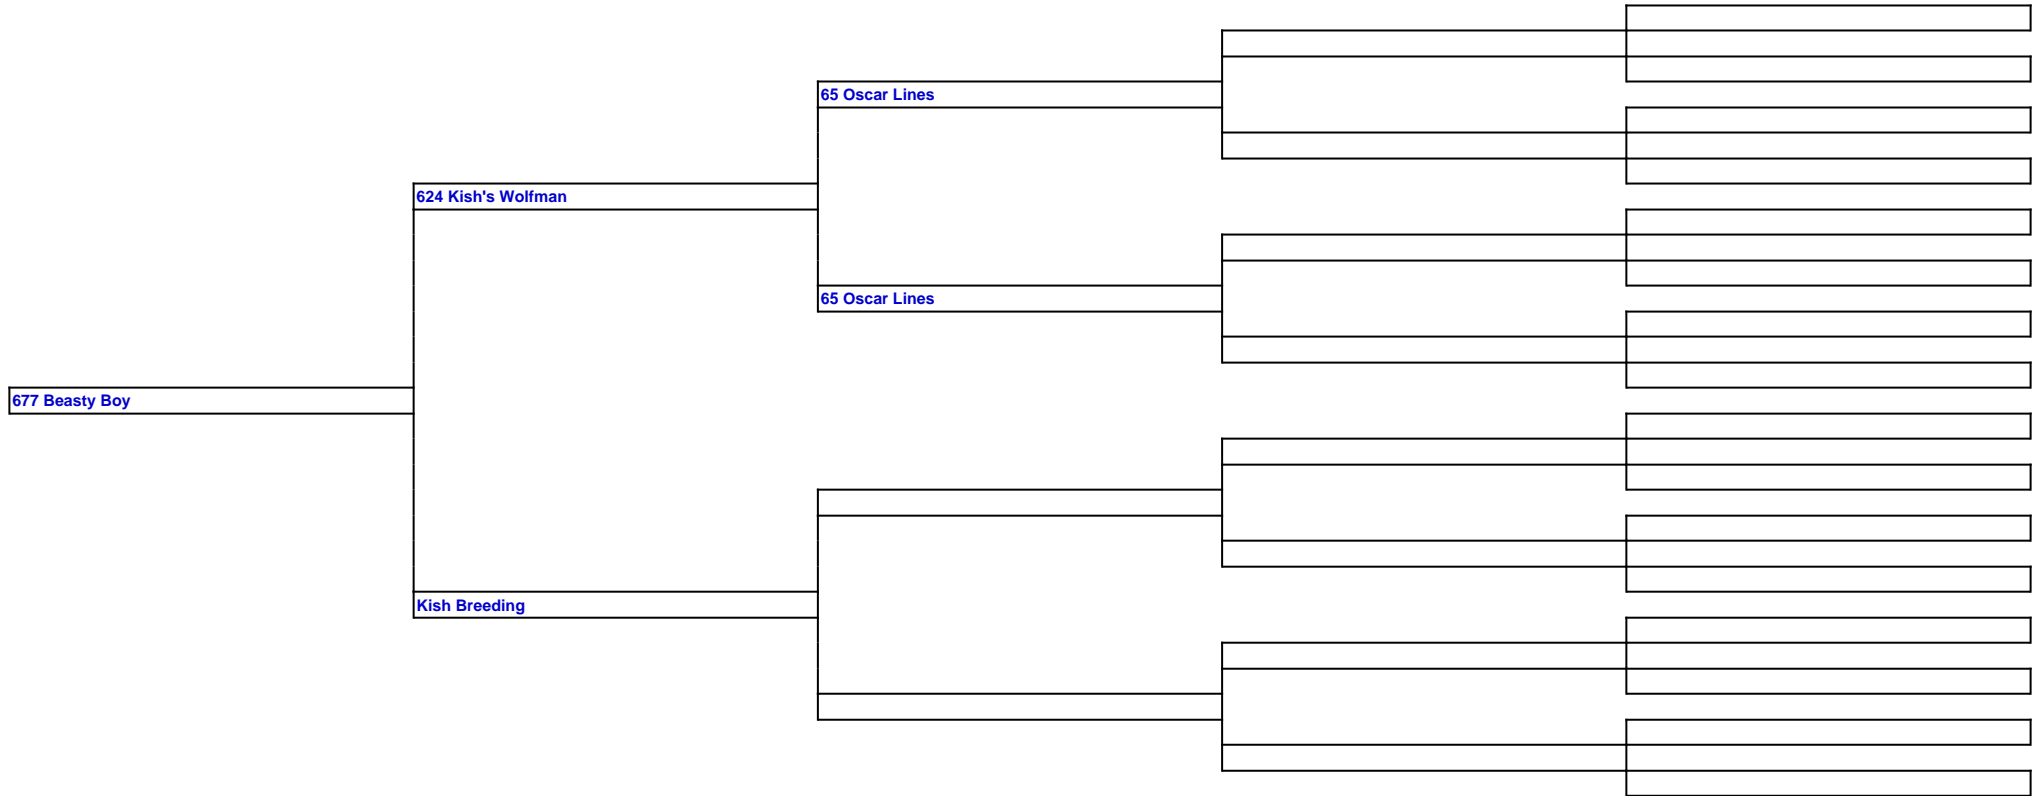 65 Oscar Lines
624 Kish's Wolfman
65 Oscar Lines
677 Beasty Boy
Kish Breeding